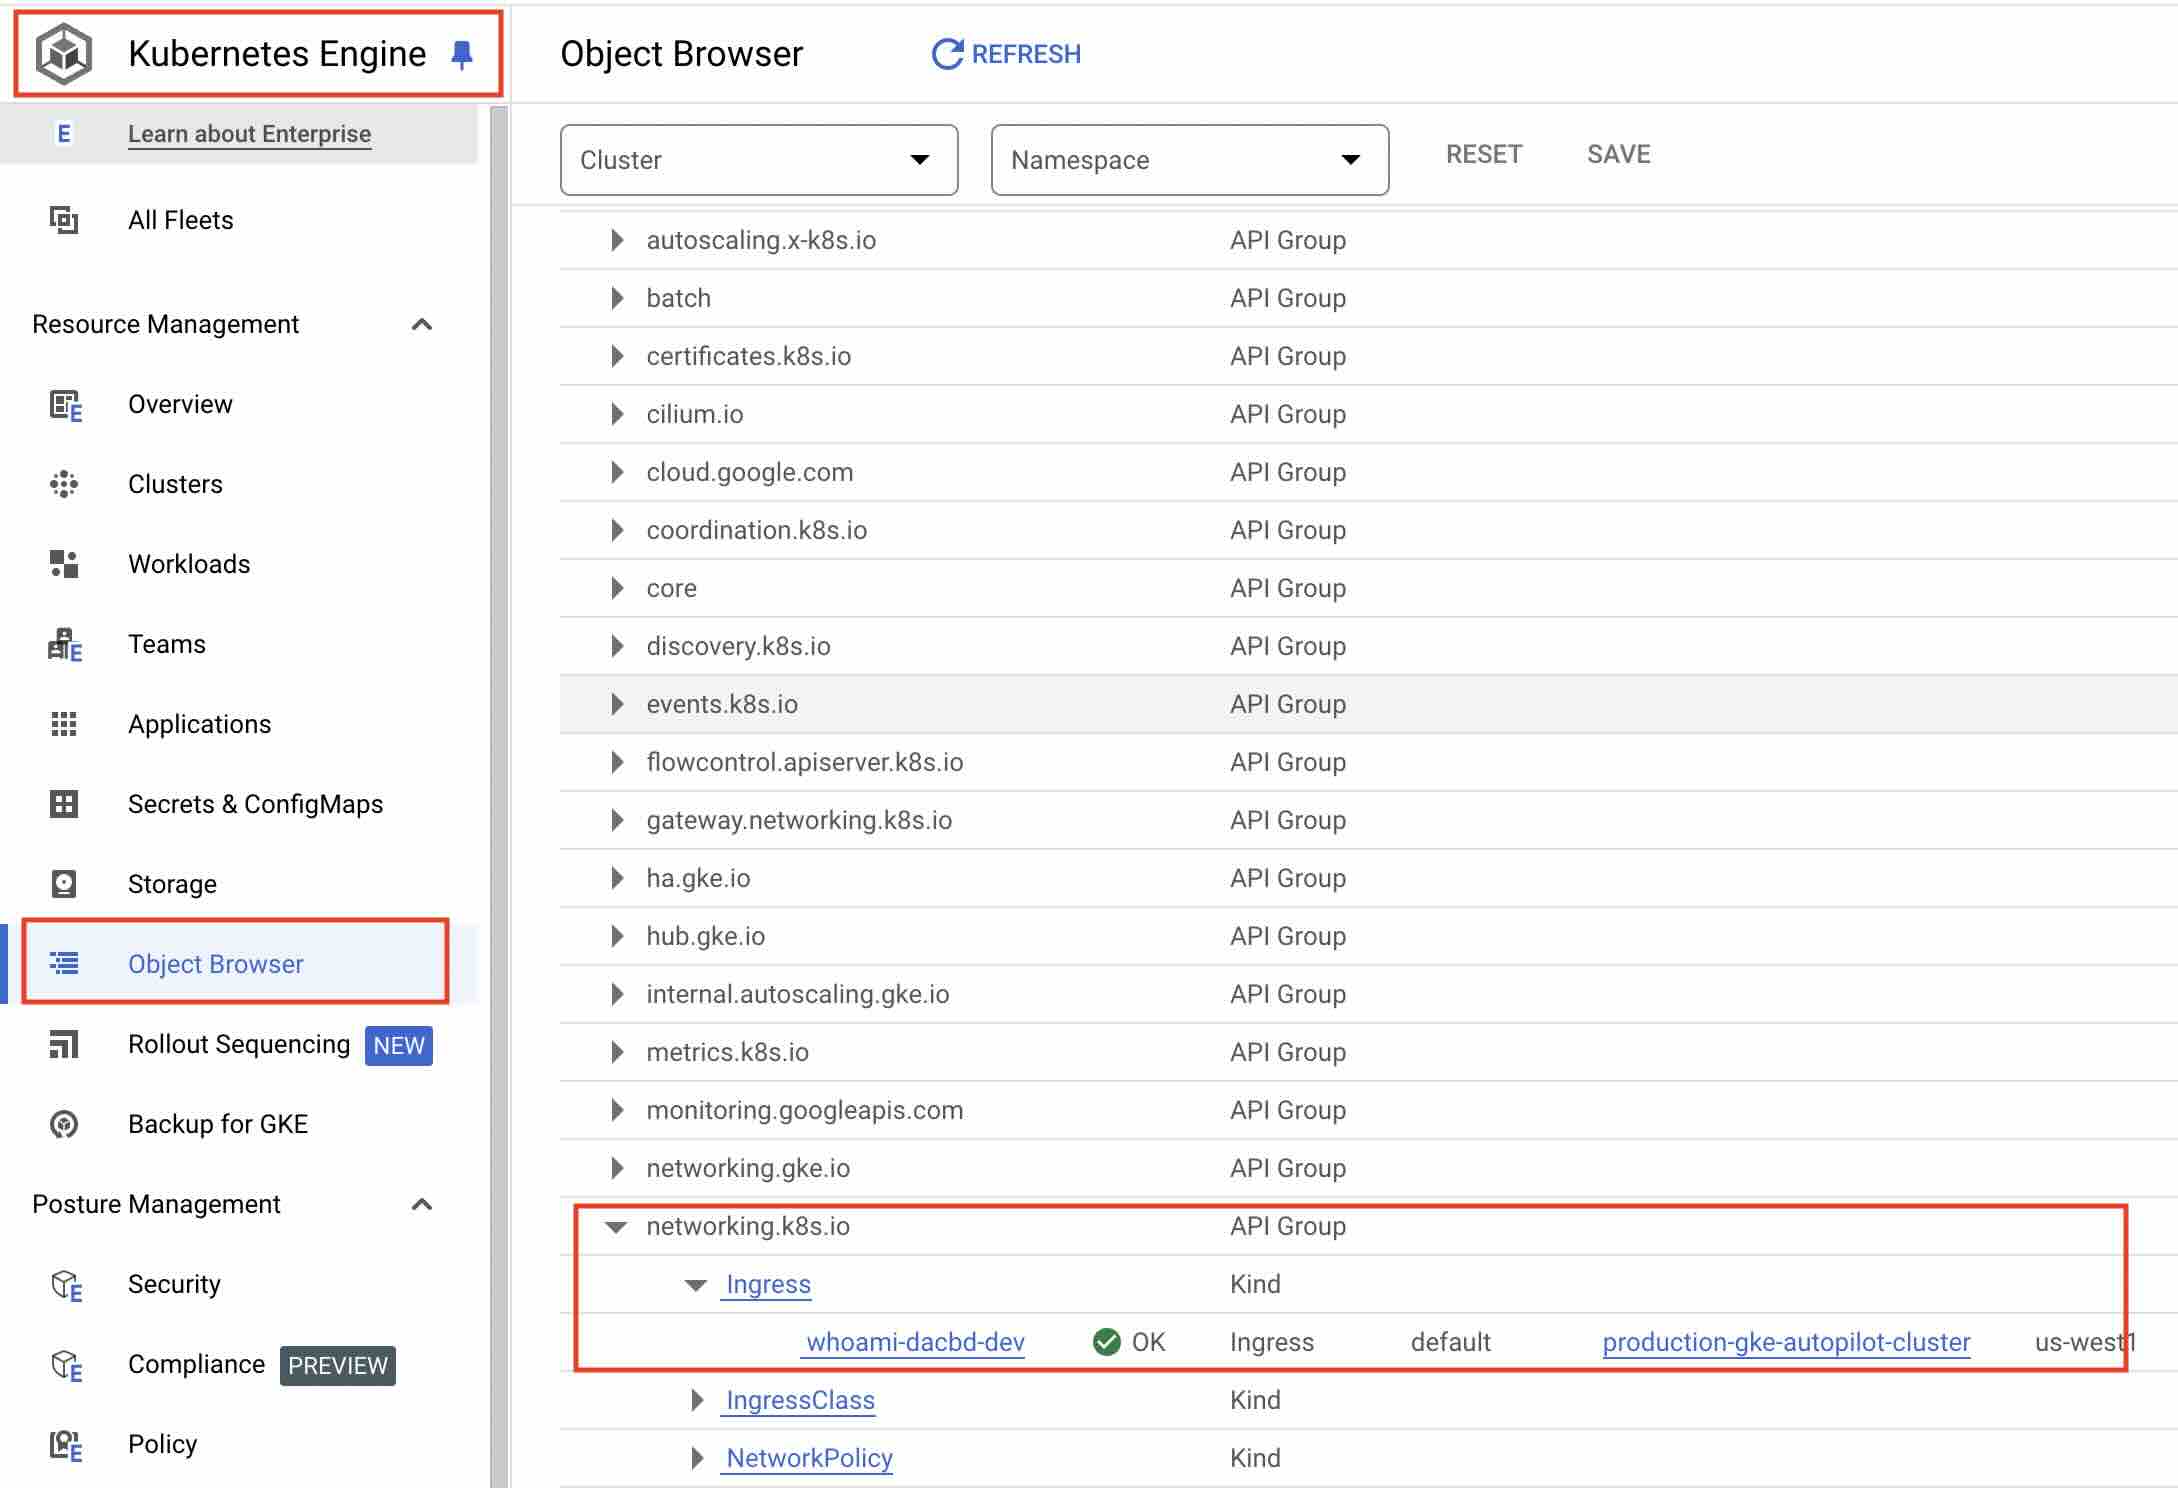 Kubernetes Engine
E Learn about Enterprise
All Fleets
Resource Management
E Overview
Clusters
Workloads
E Teams
Applications
Secrets & ConfigMaps
Storage
Object Browser
Rollout Sequencing NEW
Backup for GKE
Posture Management
E Security
E Compliance PREVIEW
E Policy
Object Browser REFRESH
Cluster Namespace RESET SAVE
autoscaling.x-k8s.io API Group
batch API Group
certificates.k8s.io API Group
cilium.io API Group
cloud.google.com API Group
coordination.k8s.io API Group
core API Group
discovery.k8s.io API Group
events.k8s.io API Group
flowcontrol.apiserver.k8s.io API Group
gateway.networking.k8s.io API Group
ha.gke.io API Group
hub.gke.io API Group
internal.autoscaling.gke.io API Group
metrics.k8s.io API Group
monitoring.googleapis.com API Group
networking.gke.io API Group
networking.k8s.io API Group
Ingress Kind
whoami-dacbd-dev OK Ingress default production-gke-autopilot-cluster us-west1
IngressClass Kind
NetworkPolicy Kind